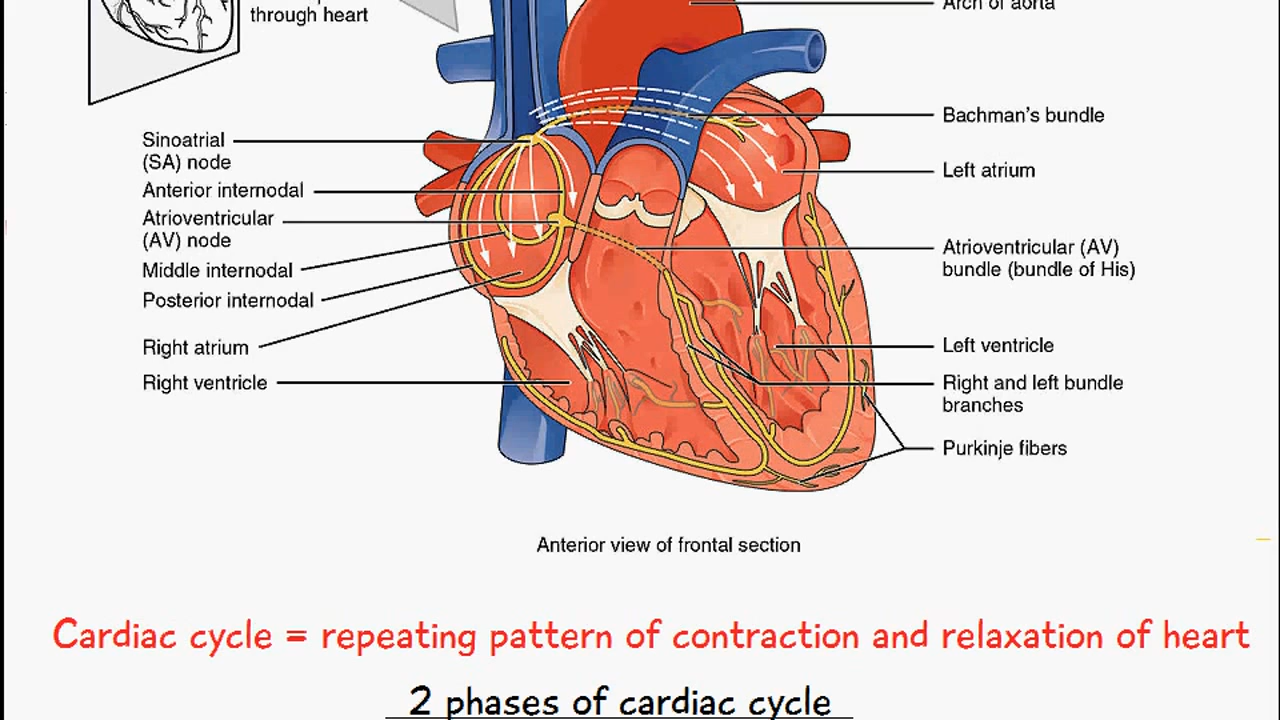 through heart
Arch of aorta
Sinoatrial
(SA) node
Anterior internodal
Atrioventricular
(AV) node
Middle internodal
Posterior internodal
Right atrium
Right ventricle
Bachman's bundle
Left atrium
Atrioventricular (AV)
bundle (bundle of His)
Left ventricle
Right and left bundle
branches
Purkinje fibers
Anterior view of frontal section
Cardiac cycle = repeating pattern of contraction and relaxation of heart
2 phases of cardiac cycle